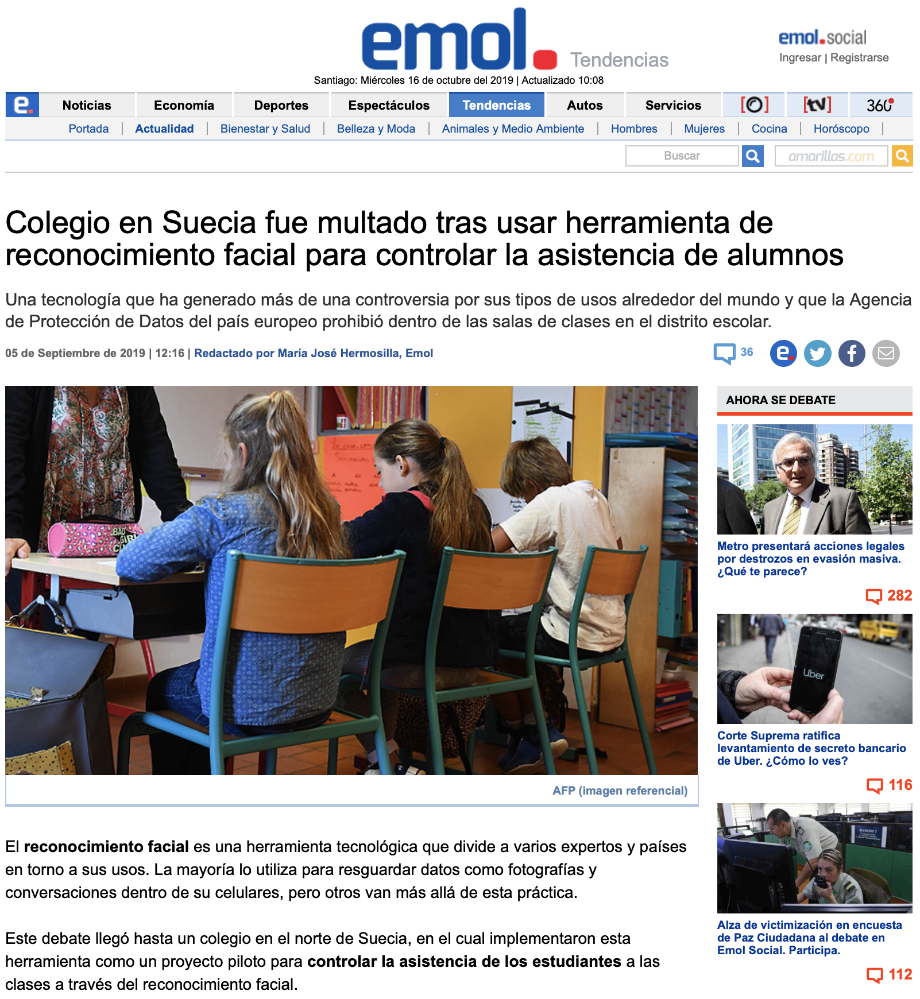 emol. Tendencias
emol.social
Ingresar | Registrarse
Santiago: Miércoles 16 de octubre del 2019 | Actualizado 10:08
e. Noticias Economía Deportes Espectáculos Tendencias Autos Servicios [O] [tv] 360
Portada | Actualidad | Bienestar y Salud | Belleza y Moda | Animales y Medio Ambiente | Hombres | Mujeres | Cocina | Horóscopo |
Buscar amarillas.com
Colegio en Suecia fue multado tras usar herramienta de
reconocimiento facial para controlar la asistencia de alumnos
Una tecnología que ha generado más de una controversia por sus tipos de usos alrededor del mundo y que la Agencia
de Protección de Datos del país europeo prohibió dentro de las salas de clases en el distrito escolar.
05 de Septiembre de 2019 | 12:16 | Redactado por María José Hermosilla, Emol
36
e.
BAD
GIRL
AFP (imagen referencial)
El reconocimiento facial es una herramienta tecnológica que divide a varios expertos y países
en torno a sus usos. La mayoría lo utiliza para resguardar datos como fotografías y
conversaciones dentro de su celulares, pero otros van más allá de esta práctica.
Este debate llegó hasta un colegio en el norte de Suecia, en el cual implementaron esta
herramienta como un proyecto piloto para controlar la asistencia de los estudiantes a las
clases a través del reconocimiento facial.
AHORA SE DEBATE
Metro presentará acciones legales
por destrozos en evasión masiva.
¿Qué te parece?
282
Uber
Corte Suprema ratifica
levantamiento de secreto bancario
de Uber. ¿Cómo lo ves?
116
Alza de victimización en encuesta
de Paz Ciudadana al debate en
Emol Social. Participa.
112